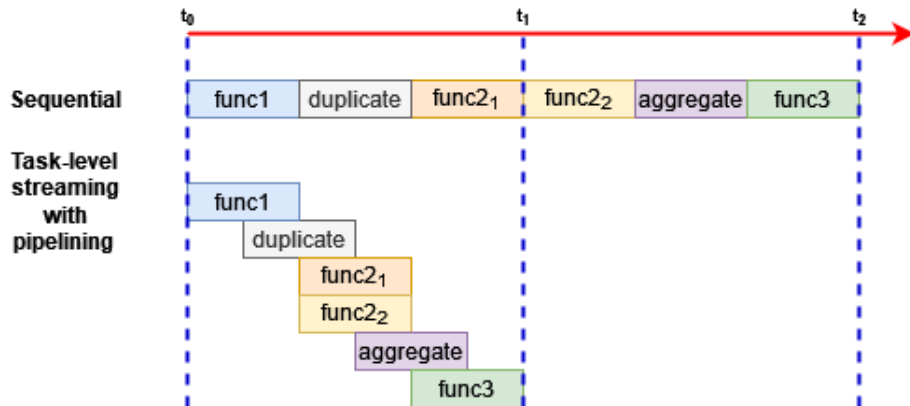 t₀ t₁ t₂
Sequential func1 duplicate func2₁ func2₂ aggregate func3
Task-level
streaming
with
pipelining
func1
duplicate
func2₁
func2₂
aggregate
func3